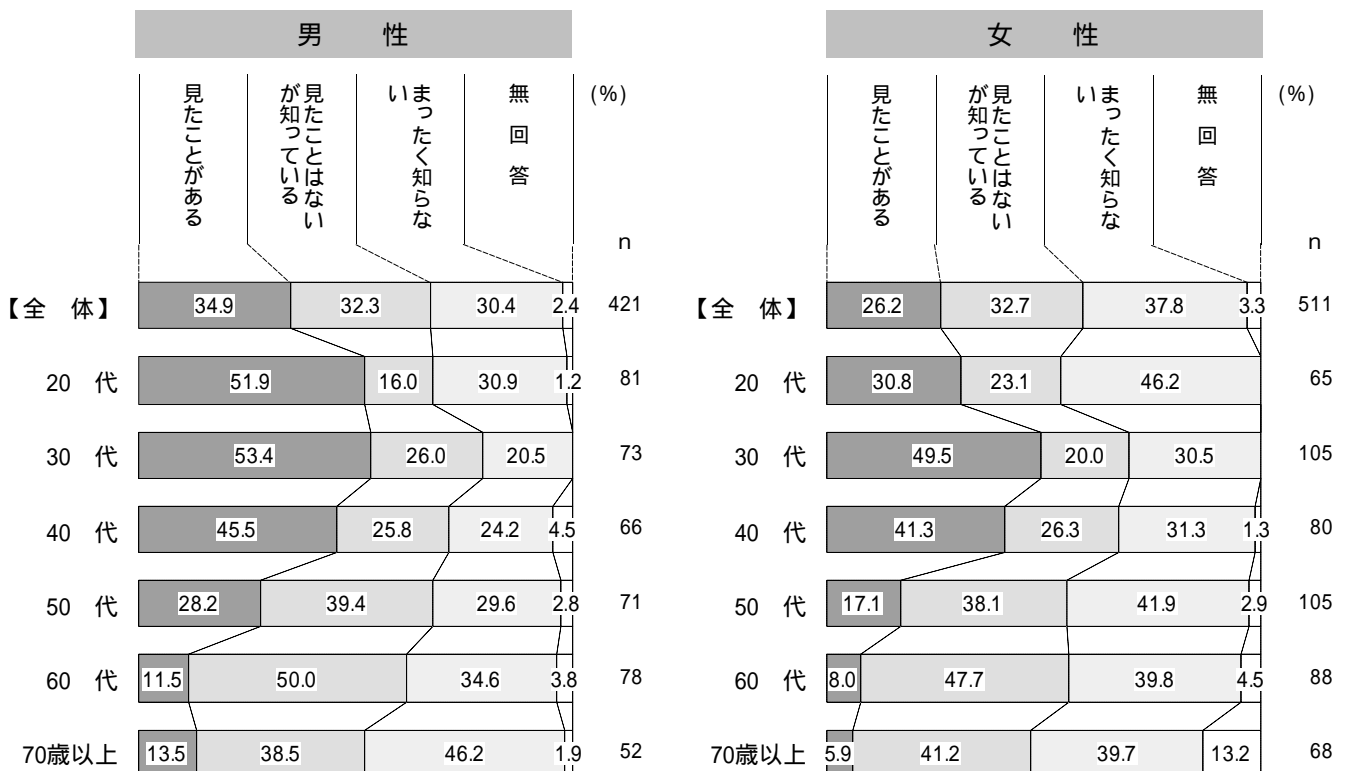 男　性
見たことがある
見たことはない
が知っている
まったく知らな
い
無回答
(%)
n
【全　体】 34.9 32.3 30.4 2.4 421
20　代 51.9 16.0 30.9 1.2 81
30　代 53.4 26.0 20.5 73
40　代 45.5 25.8 24.2 4.5 66
50　代 28.2 39.4 29.6 2.8 71
60　代 11.5 50.0 34.6 3.8 78
70歳以上 13.5 38.5 46.2 1.9 52
女　性
見たことがある
見たことはない
が知っている
まったく知らな
い
無回答
(%)
n
【全　体】 26.2 32.7 37.8 3.3 511
20　代 30.8 23.1 46.2 65
30　代 49.5 20.0 30.5 105
40　代 41.3 26.3 31.3 1.3 80
50　代 17.1 38.1 41.9 2.9 105
60　代 8.0 47.7 39.8 4.5 88
70歳以上 5.9 41.2 39.7 13.2 68